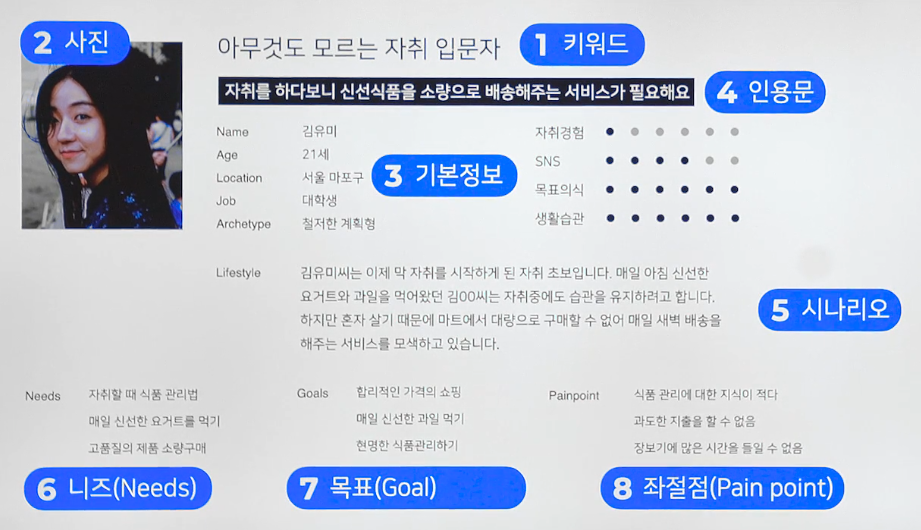 2 사진
아무것도 모르는 자취 입문자
1 키워드
자취를 하다보니 신선식품을 소량으로 배송해주는 서비스가 필요해요
4 인용문
Name 김유미
Age 21세
Location 서울 마포구
Job 대학생
Archetype 철저한 계획형
3 기본정보
자취경험
SNS
목표의식
생활습관
Lifestyle 김유미씨는 이제 막 자취를 시작하게 된 자취 초보입니다. 매일 아침 신선한
요거트와 과일을 먹어왔던 김00씨는 자취중에도 습관을 유지하려고 합니다.
하지만 혼자 살기 때문에 마트에서 대량으로 구매할 수 없어 매일 새벽 배송을
해주는 서비스를 모색하고 있습니다.
5 시나리오
Needs 자취할 때 식품 관리법
매일 신선한 요거트를 먹기
고품질의 제품 소량구매
6 니즈(Needs)
Goals 합리적인 가격의 쇼핑
매일 신선한 과일 먹기
현명한 식품관리하기
7 목표(Goal)
Painpoint 식품 관리에 대한 지식이 적다
과도한 지출을 할 수 없음
장보기에 많은 시간을 들일 수 없음
8 좌절점(Pain point)